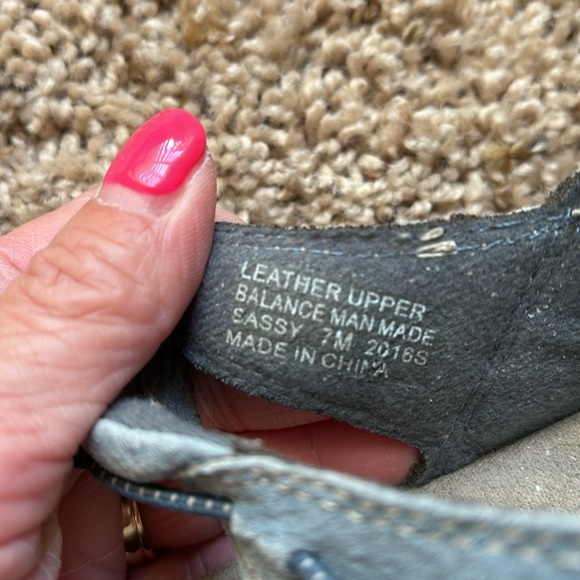 LEATHER UPPER
BALANCE MAN MADE
SASSY 7M 2016S
MADE IN CHINA